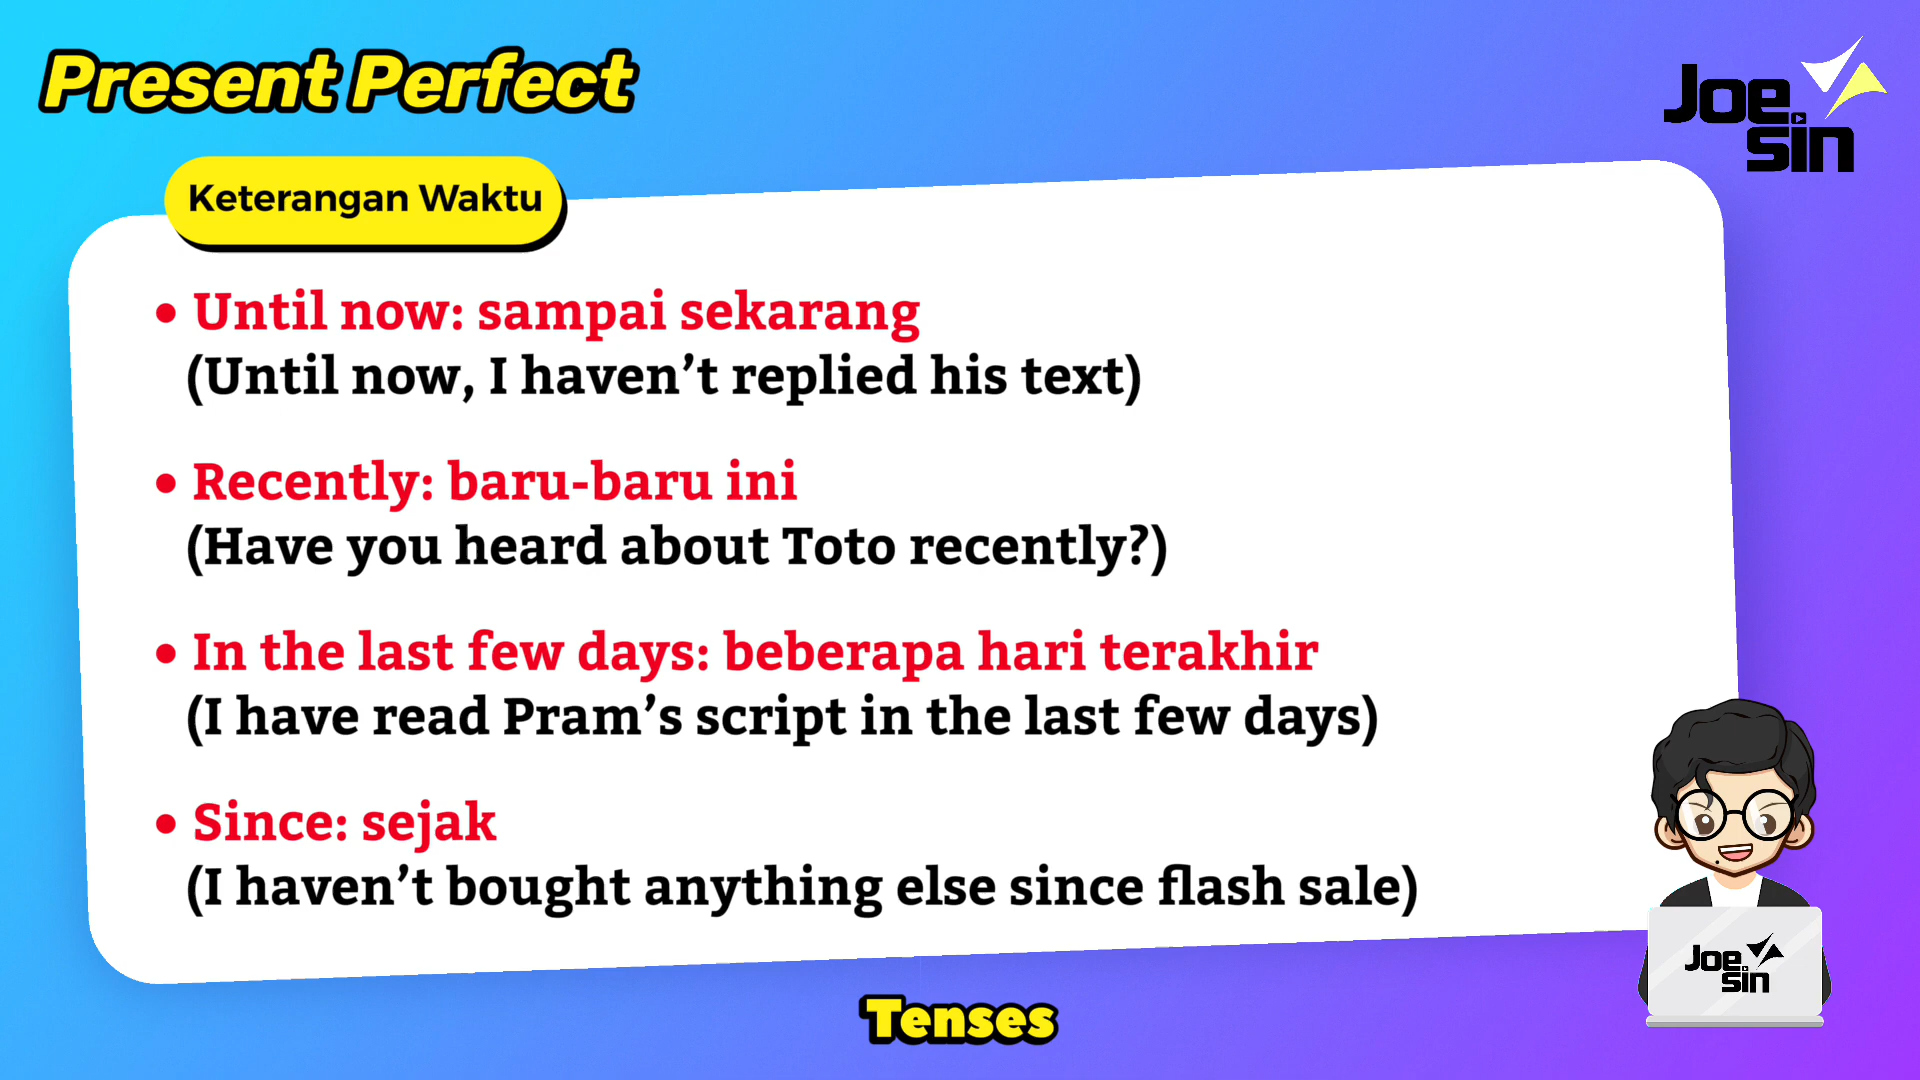 Present Perfect
Joe
sin
Keterangan Waktu
• Until now: sampai sekarang
(Until now, I haven’t replied his text)
• Recently: baru-baru ini
(Have you heard about Toto recently?)
• In the last few days: beberapa hari terakhir
(I have read Pram’s script in the last few days)
• Since: sejak
(I haven’t bought anything else since flash sale)
Joe
sin
Tenses